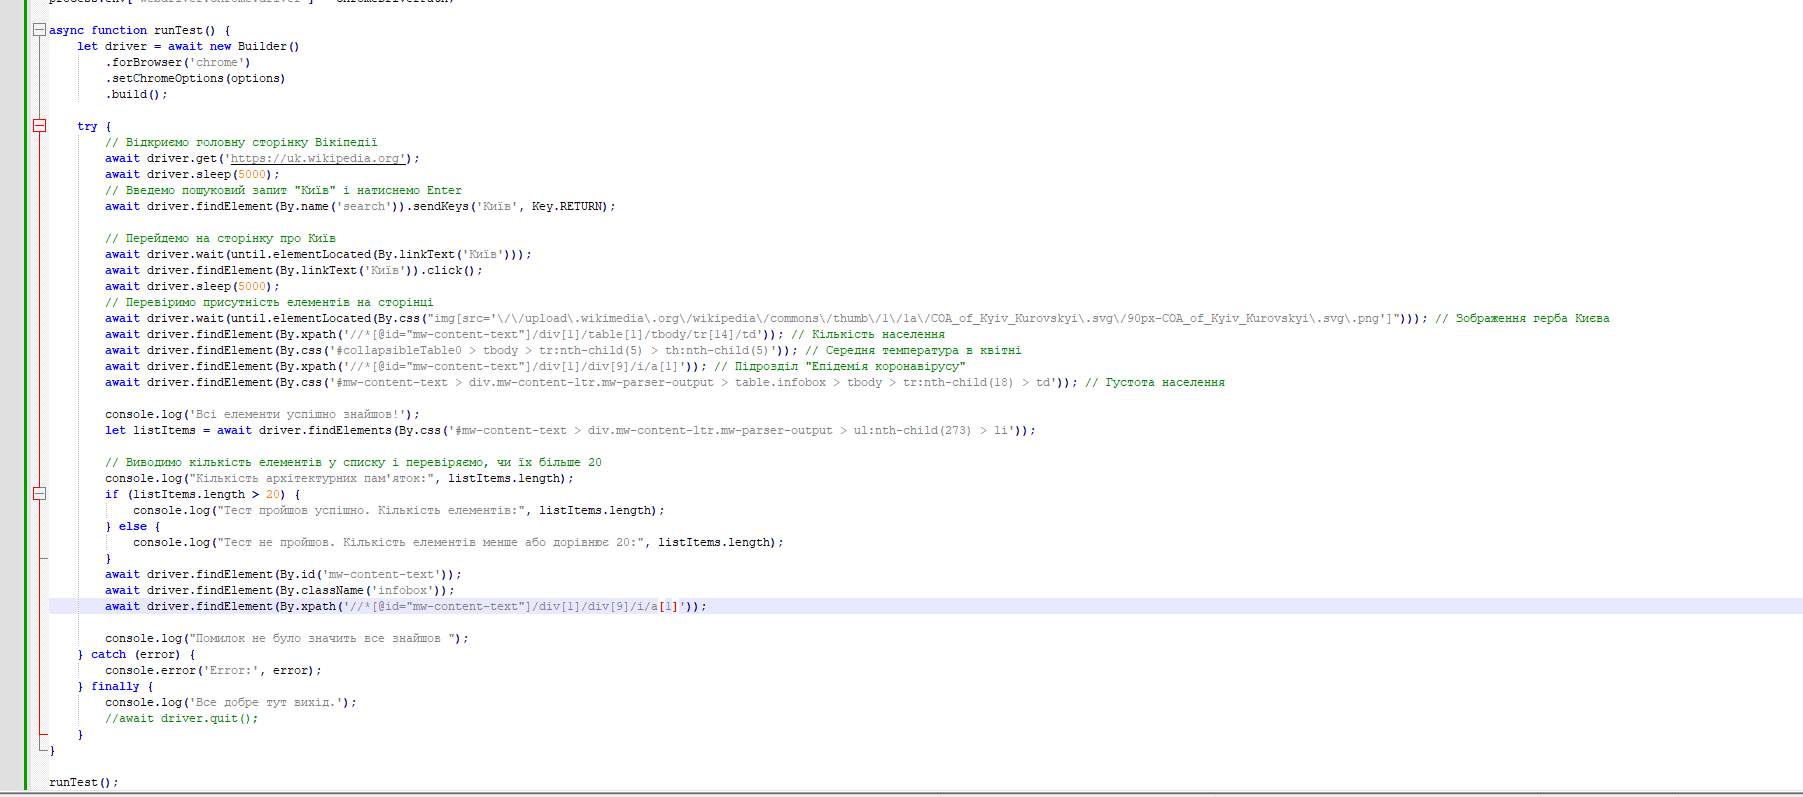 async function runTest() {
let driver = await new Builder()
.forBrowser('chrome')
.setChromeOptions(options)
.build();
try {
// Відкриємо головну сторінку Вікіпедії
await driver.get('https://uk.wikipedia.org');
await driver.sleep(5000);
// Введемо пошуковий запит "Київ" і натиснемо Enter
await driver.findElement(By.name('search')).sendKeys('Київ', Key.RETURN);
// Перейдемо на сторінку про Київ
await driver.wait(until.elementLocated(By.linkText('Київ')));
await driver.findElement(By.linkText('Київ')).click();
await driver.sleep(5000);
// Перевіримо присутність елементів на сторінці
await driver.wait(until.elementLocated(By.css("img[src='\/\/upload\.wikimedia\.org\/wikipedia\/commons\/thumb\/1\/1a\/COA_of_Kyiv_Kurovskyi\.svg\/90px-COA_of_Kyiv_Kurovskyi\.svg\.png']"))); // Зображення герба Києва
await driver.findElement(By.xpath('//*[@id="mw-content-text"]/div[1]/table[1]/tbody/tr[14]/td')); // Кількість населення
await driver.findElement(By.css('#collapsibleTable0 > tbody > tr:nth-child(5) > th:nth-child(5)')); // Середня температура в квітні
await driver.findElement(By.xpath('//*[@id="mw-content-text"]/div[1]/div[9]/i/a[1]')); // Підрозділ "Епідемія коронавірусу"
await driver.findElement(By.css('#mw-content-text > div.mw-content-ltr.mw-parser-output > table.infobox > tbody > tr:nth-child(18) > td')); // Густота населення
console.log('Всі елементи успішно знайшов!');
let listItems = await driver.findElements(By.css('#mw-content-text > div.mw-content-ltr.mw-parser-output > ul:nth-child(273) > li'));
// Виводимо кількість елементів у списку і перевіряємо, чи їх більше 20
console.log("Кількість архітектурних пам'яток:", listItems.length);
if (listItems.length > 20) {
console.log("Тест пройшов успішно. Кількість елементів:", listItems.length);
} else {
console.log("Тест не пройшов. Кількість елементів менше або дорівнює 20:", listItems.length);
}
await driver.findElement(By.id('mw-content-text'));
await driver.findElement(By.className('infobox'));
await driver.findElement(By.xpath('//*[@id="mw-content-text"]/div[1]/div[9]/i/a[1]'));
console.log("Помилок не було значить все знайшов ");
} catch (error) {
console.error('Error:', error);
} finally {
console.log('Все добре тут вихід.');
//await driver.quit();
}
}
runTest();